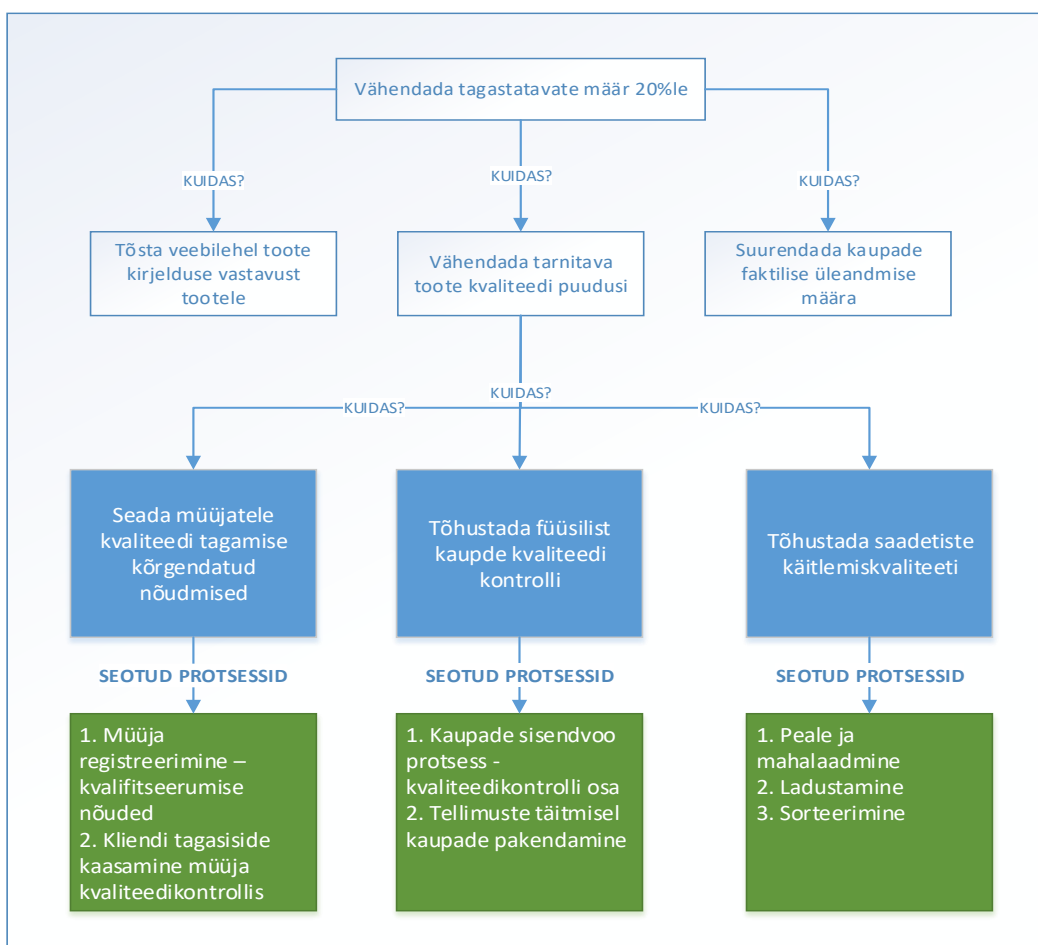 Vähendada tagastatavate määr 20%le
KUIDAS?
KUIDAS?
KUIDAS?
Tõsta veebilehel toote
kirjelduse vastavust
tootele
Vähendada tarnitava
toote kvaliteedi puudusi
Suurendada kaupade
faktilise üleandmise
määra
KUIDAS?
KUIDAS?
KUIDAS?
Seada müüjatele
kvaliteedi tagamise
kõrgendatud
nõudmised
Tõhustada füüsilist
kaupde kvaliteedi
kontrolli
Tõhustada saadetiste
käitlemiskvaliteeti
SEOTUD PROTSESSID
SEOTUD PROTSESSID
SEOTUD PROTSESSID
1. Müüja
registreerimine –
kvalifitseerumise
nõuded
2. Kliendi tagasiside
kaasamine müüja
kvaliteedikontrollis
1. Kaupade sisendvoo
protsess -
kvaliteedikontrolli osa
2. Tellimuste täitmisel
kaupade pakendamine
1. Peale ja
mahalaadmine
2. Ladustamine
3. Sorteerimine